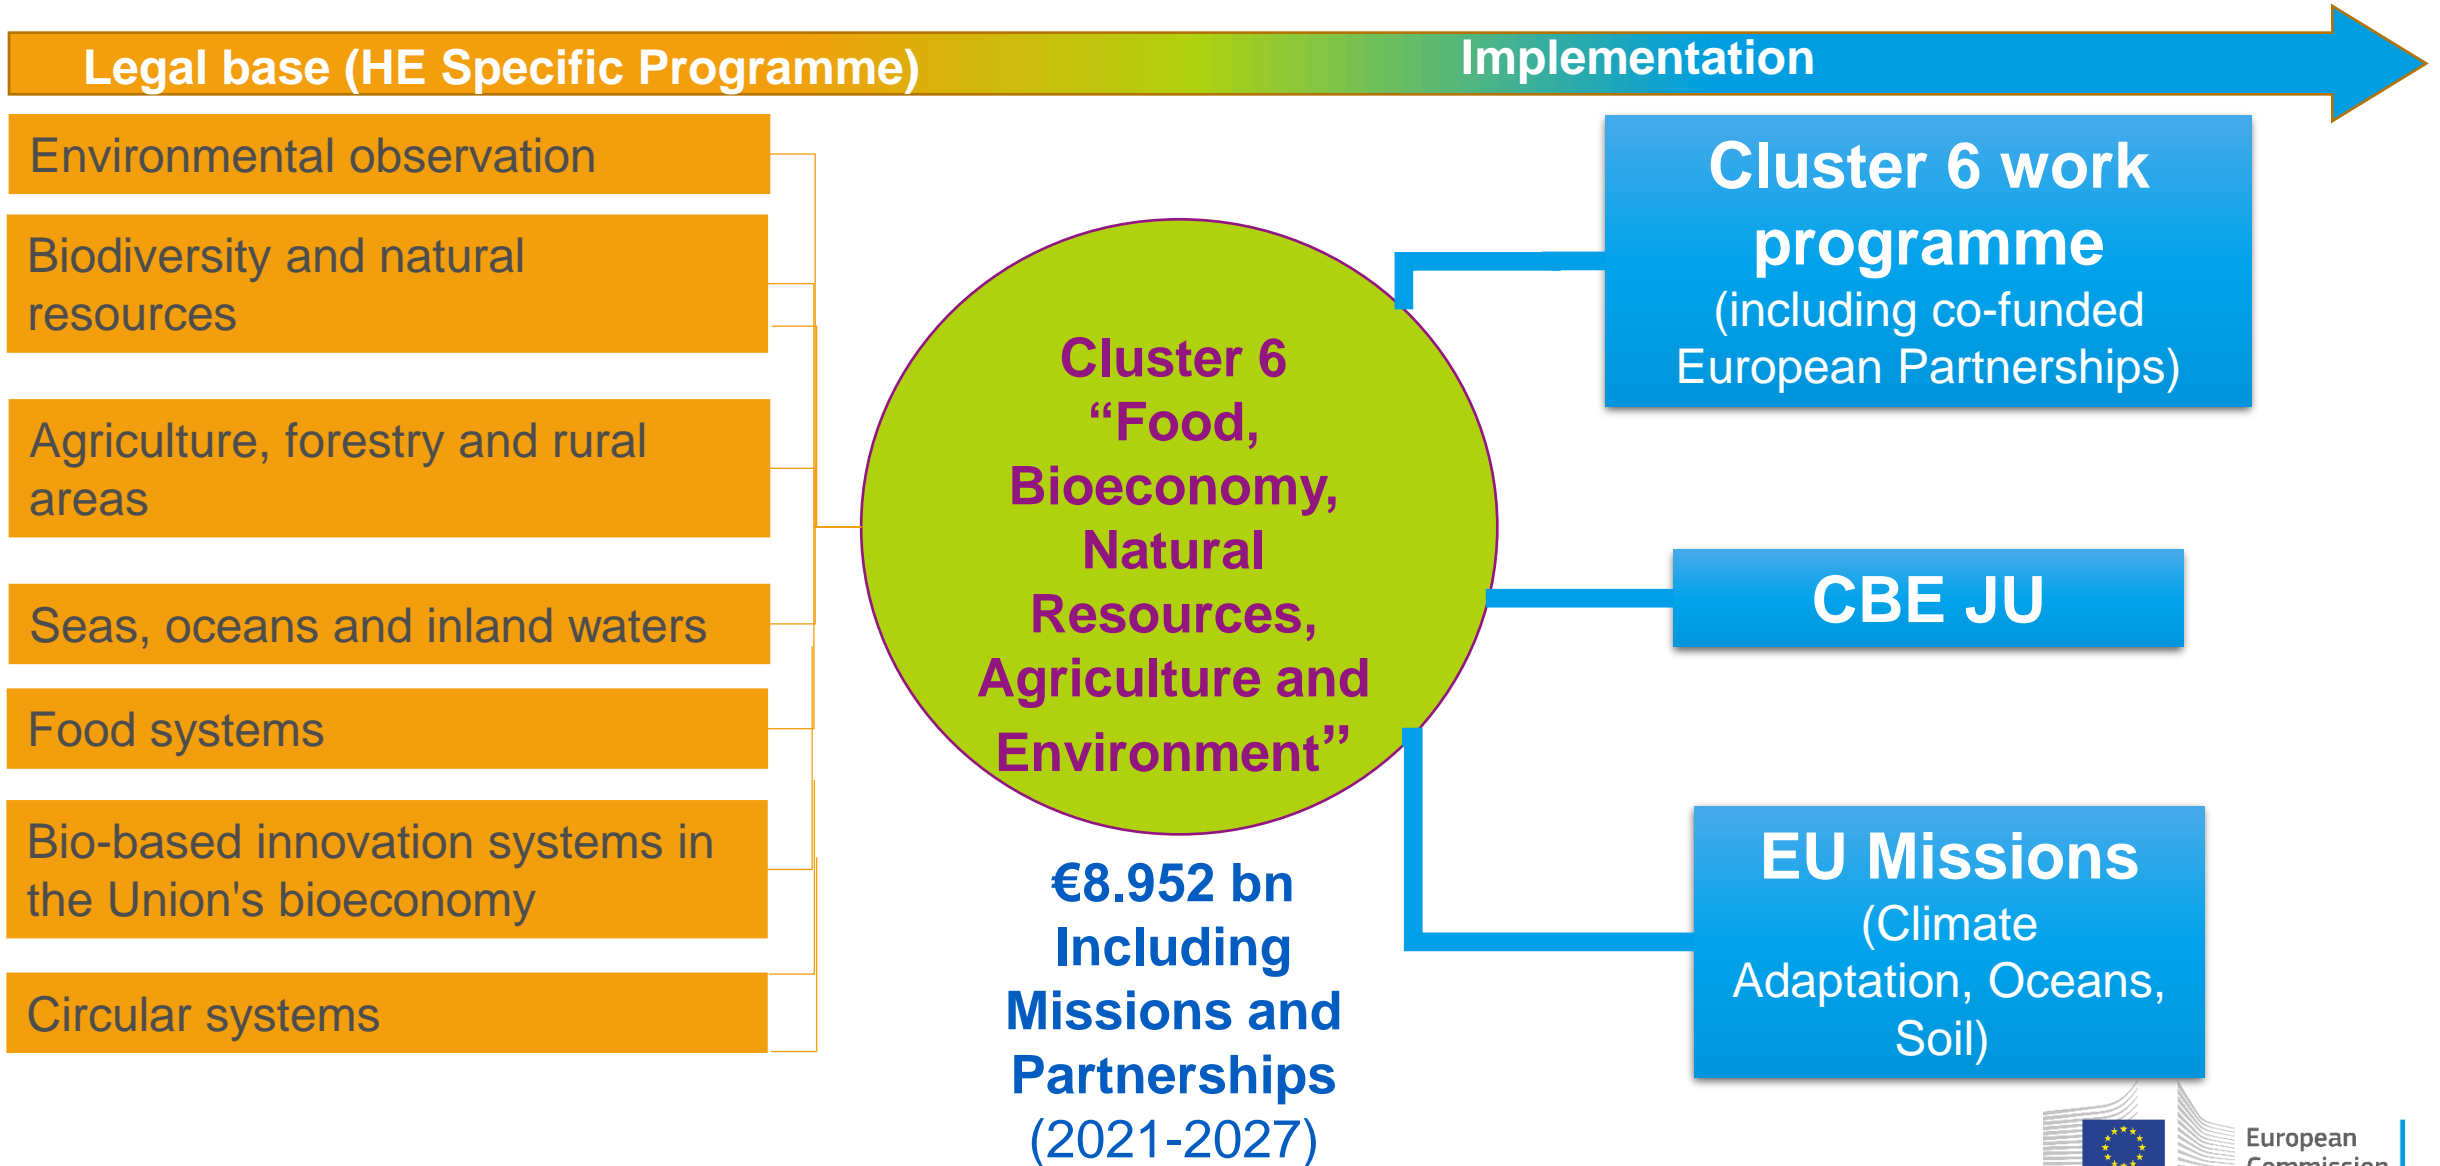 Legal base (HE Specific Programme)
Implementation
Environmental observation
Biodiversity and natural
resources
Agriculture, forestry and rural
areas
Seas, oceans and inland waters
Food systems
Bio-based innovation systems in
the Union's bioeconomy
Circular systems
Cluster 6
“Food,
Bioeconomy,
Natural
Resources,
Agriculture and
Environment”
€8.952 bn
Including
Missions and
Partnerships
(2021-2027)
Cluster 6 work
programme
(including co-funded
European Partnerships)
CBE JU
EU Missions
(Climate
Adaptation, Oceans,
Soil)
European
Commission